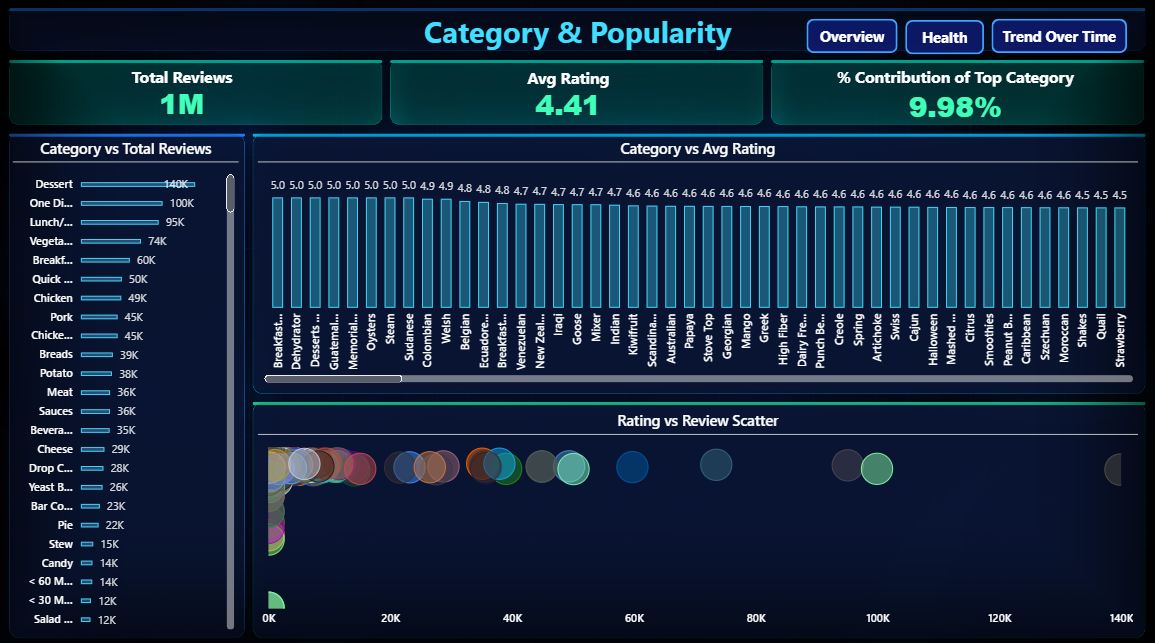 Category & Popularity
Overview
Health
Trend Over Time
Total Reviews
1M
Avg Rating
4.41
% Contribution of Top Category
9.98%
Category vs Total Reviews
Dessert 140K
One Di... 100K
Lunch/... 95K
Vegeta... 74K
Breakf... 60K
Quick ... 50K
Chicken 49K
Pork 45K
Chicke... 45K
Breads 39K
Potato 38K
Meat 36K
Sauces 36K
Bevera... 35K
Cheese 29K
Drop C... 28K
Yeast B... 26K
Bar Co... 23K
Pie 22K
Stew 15K
Candy 14K
< 60 M... 14K
< 30 M... 12K
Salad ... 12K
Category vs Avg Rating
5.0 5.0 5.0 5.0 5.0 5.0 5.0 5.0 4.9 4.9 4.8 4.8 4.8 4.7 4.7 4.7 4.7 4.7 4.7 4.6 4.6 4.6 4.6 4.6 4.6 4.6 4.6 4.6 4.6 4.6 4.6 4.6 4.6 4.6 4.6 4.6 4.6 4.6 4.6 4.6 4.6 4.6 4.6 4.5 4.5 4.5
Breakfast...
Dehydrator
Desserts ...
Guatemal...
Memorial...
Oysters
Steam
Sudanese
Colombian
Welsh
Belgian
Ecuadore...
Breakfast...
Venezuelan
New Zeal...
Iraqi
Goose
Mixer
Indian
Kiwifruit
Scandina...
Australian
Papaya
Stove Top
Georgian
Mango
Greek
High Fiber
Dairy Fre...
Punch Be...
Creole
Spring
Artichoke
Swiss
Cajun
Halloween
Mashed ...
Citrus
Smoothies
Peanut B...
Caribbean
Szechuan
Moroccan
Shakes
Quail
Strawberry
Rating vs Review Scatter
0K 20K 40K 60K 80K 100K 120K 140K